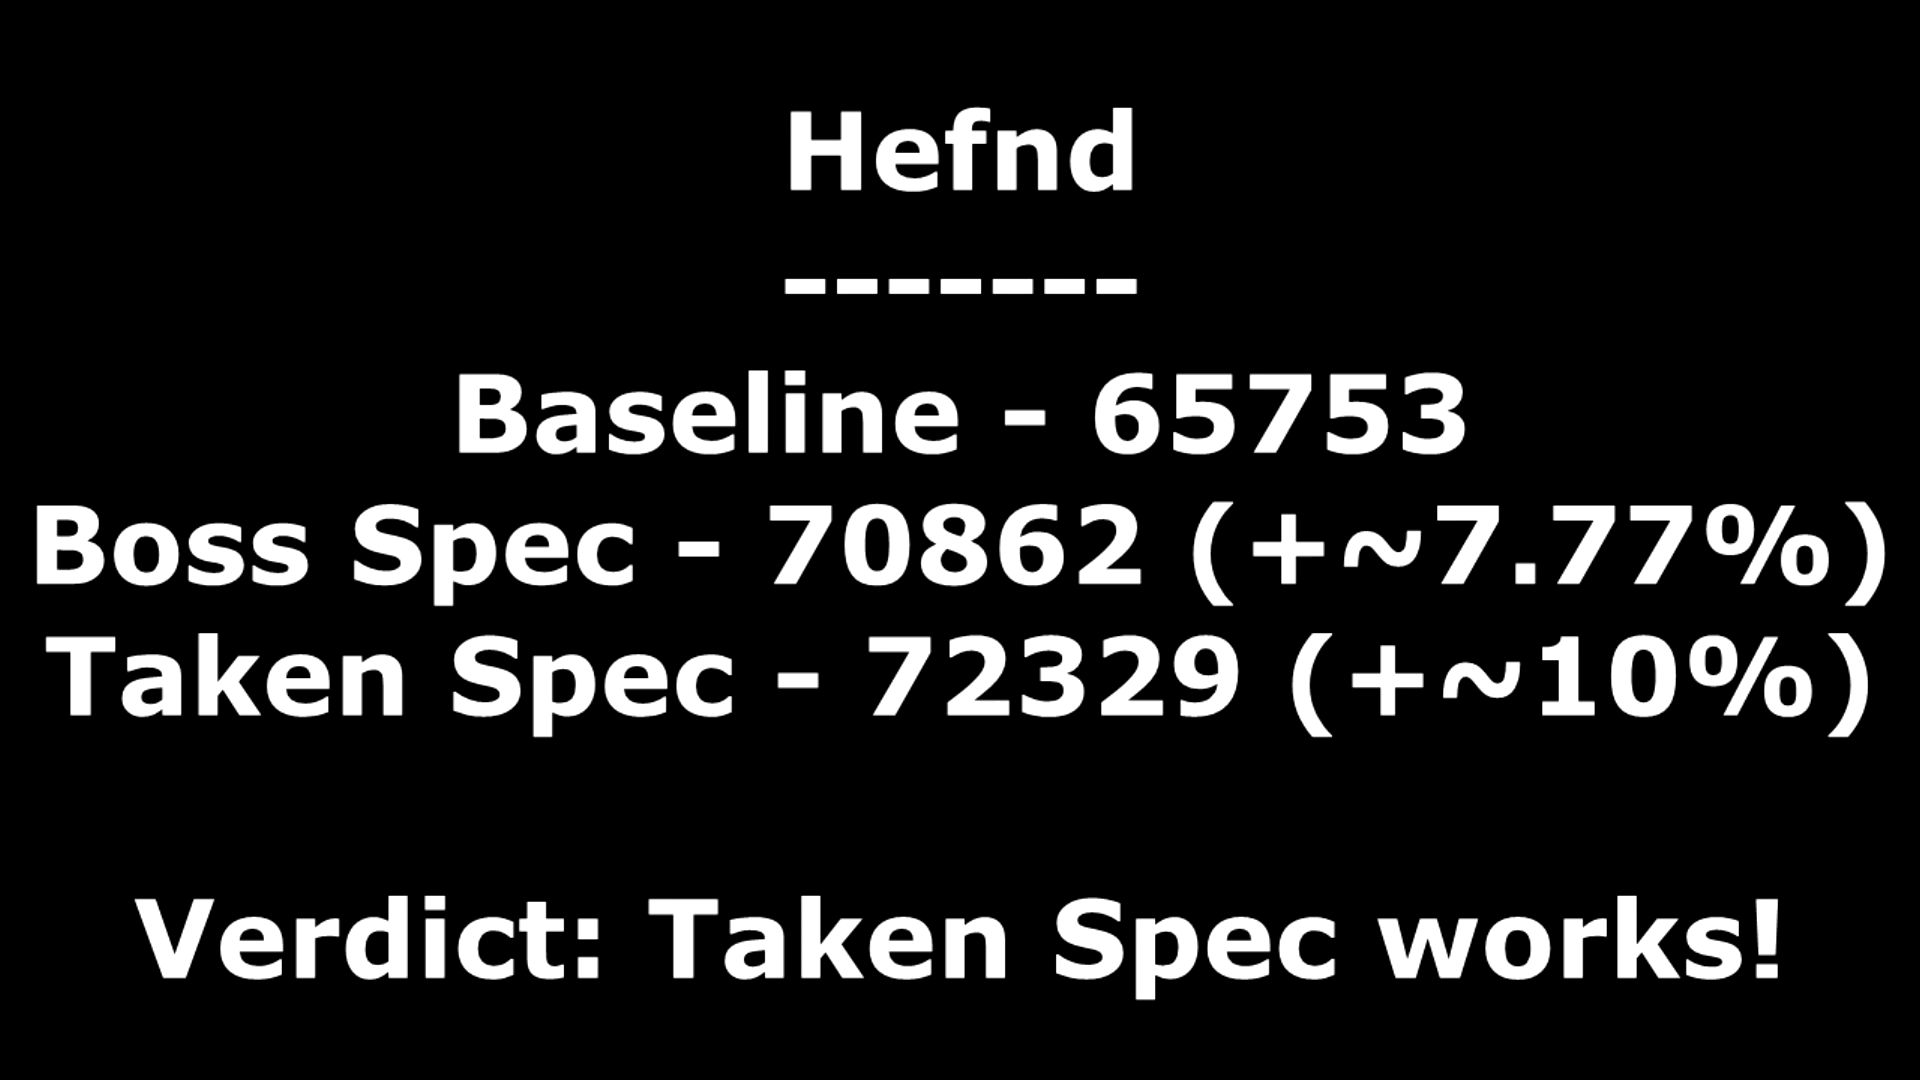 Hefnd
-------
Baseline - 65753
Boss Spec - 70862 (+~7.77%)
Taken Spec - 72329 (+~10%)
Verdict: Taken Spec works!